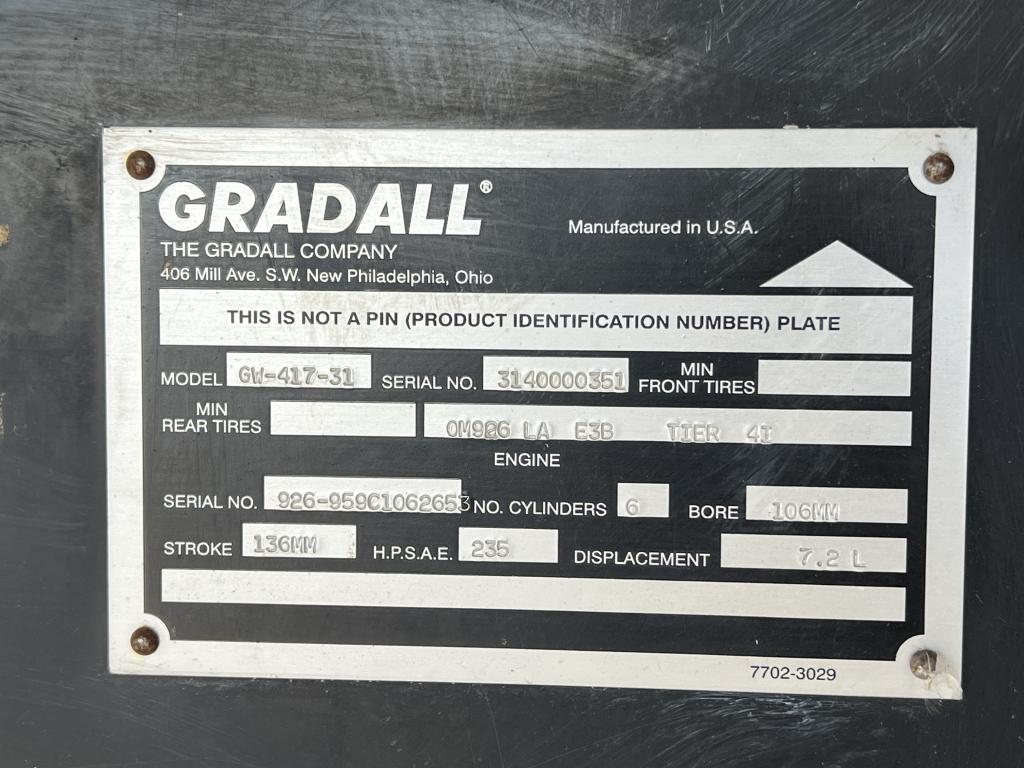 GRADALL®
Manufactured in U.S.A.
THE GRADALL COMPANY
406 Mill Ave. S.W. New Philadelphia, Ohio
THIS IS NOT A PIN (PRODUCT IDENTIFICATION NUMBER) PLATE
MODEL GW-417-31 SERIAL NO. 3140000351 MIN FRONT TIRES
MIN REAR TIRES OM926 LA E3B TIER 4I
ENGINE
SERIAL NO. 926-959C1062653 NO. CYLINDERS 6 BORE 106MM
STROKE 136MM H.P.S.A.E. 235 DISPLACEMENT 7.2 L
7702-3029